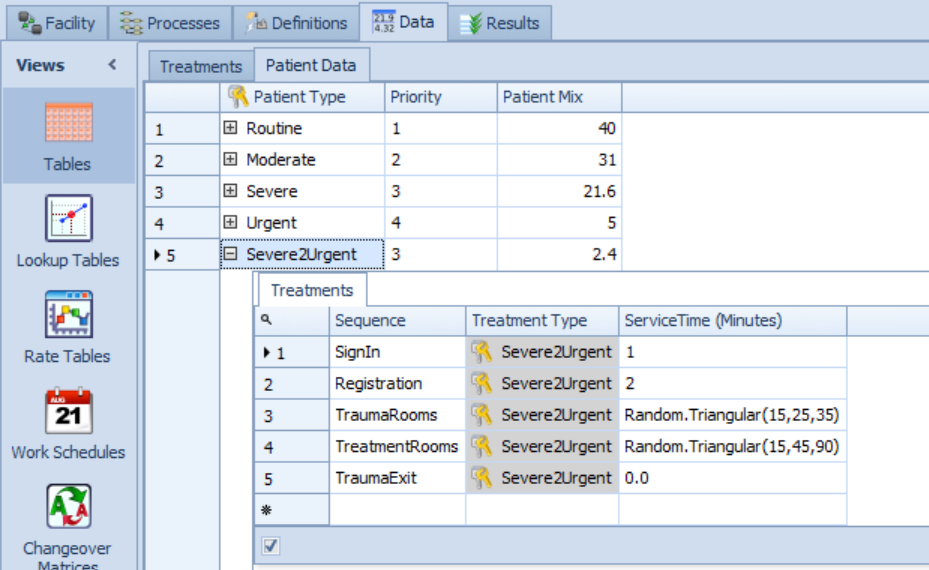 Facility Processes Definitions 21.9 4.32 Data Results
Views < Treatments Patient Data
Patient Type Priority Patient Mix
1 Routine 1 40
2 Moderate 2 31
3 Severe 3 21.6
4 Urgent 4 5
5 Severe2Urgent 3 2.4
Treatments
Sequence Treatment Type ServiceTime (Minutes)
1 SignIn Severe2Urgent 1
2 Registration Severe2Urgent 2
3 TraumaRooms Severe2Urgent Random.Triangular(15,25,35)
4 TreatmentRooms Severe2Urgent Random.Triangular(15,45,90)
5 TraumaExit Severe2Urgent 0.0
*
Tables
Lookup Tables
Rate Tables
AUG
21
Work Schedules
A A
Changeover
Matrices